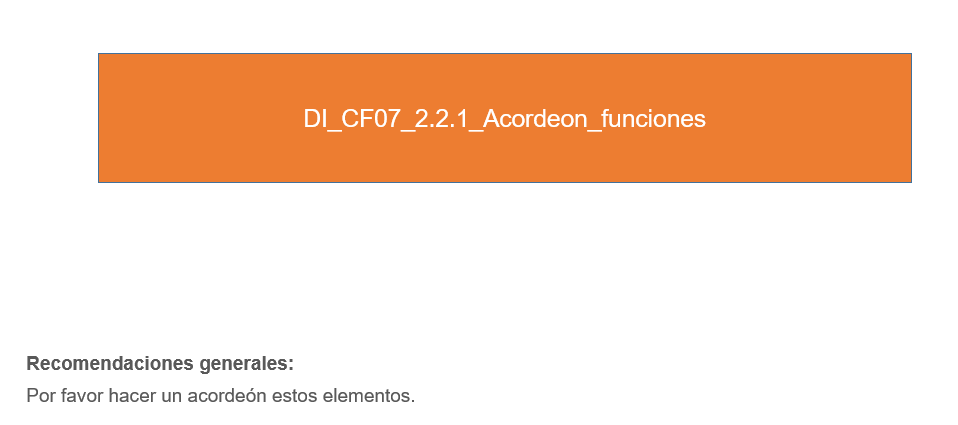 DI_CF07_2.2.1_Acordeon_funciones
Recomendaciones generales:
Por favor hacer un acordeón estos elementos.